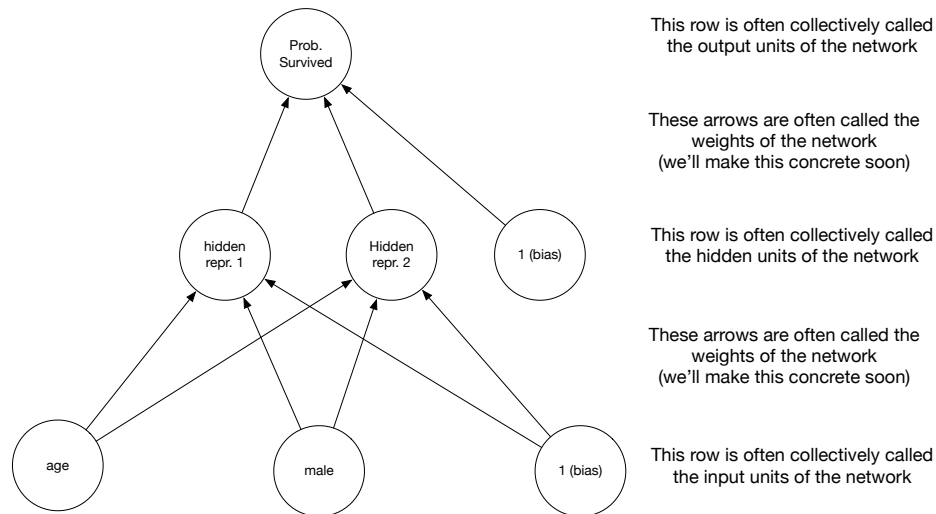 Prob.
Survived
This row is often collectively called
the output units of the network
These arrows are often called the
weights of the network
(we'll make this concrete soon)
hidden
repr. 1
Hidden
repr. 2
1 (bias)
This row is often collectively called
the hidden units of the network
These arrows are often called the
weights of the network
(we'll make this concrete soon)
age
male
1 (bias)
This row is often collectively called
the input units of the network